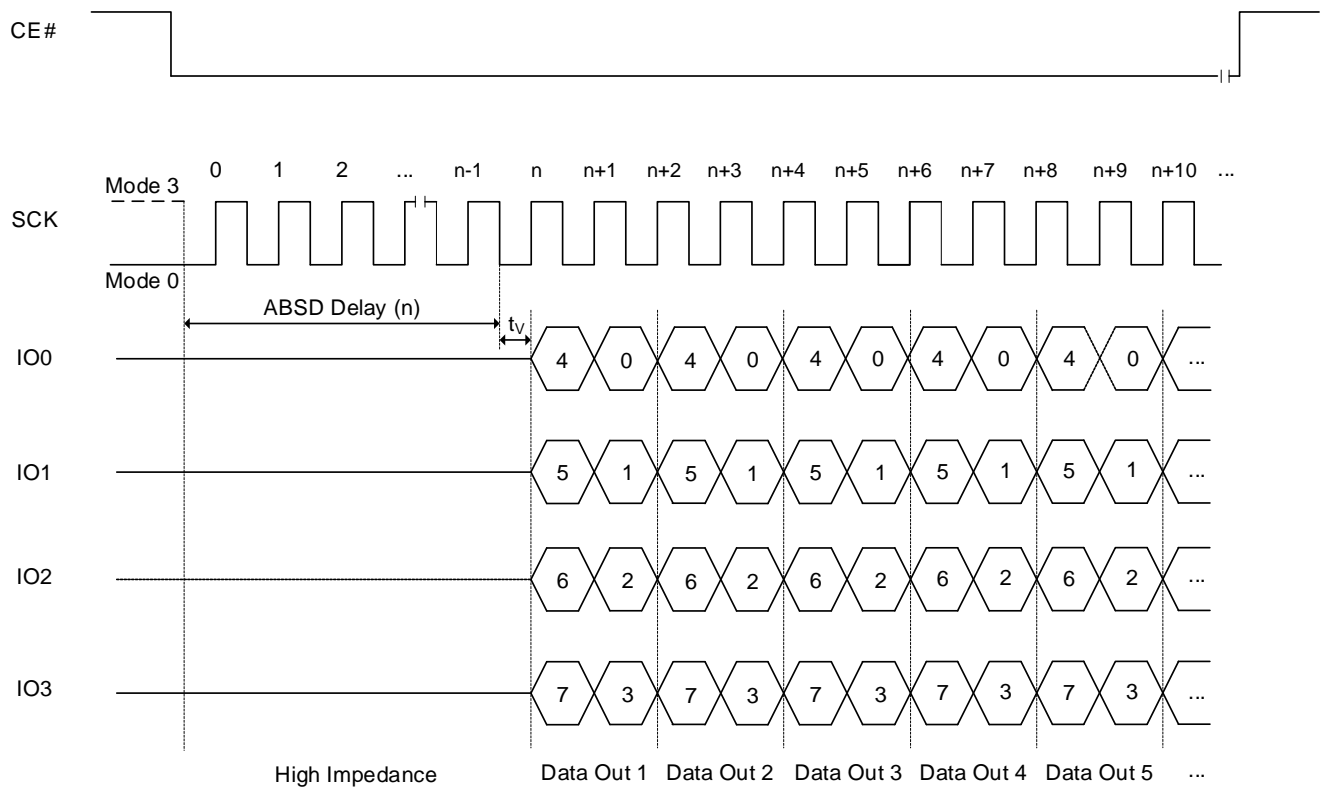 CE#
0 1 2 ... n-1 n n+1 n+2 n+3 n+4 n+5 n+6 n+7 n+8 n+9 n+10 ...
Mode 3
SCK
Mode 0
ABSD Delay (n)
tV
IO0 4 0 4 0 4 0 4 0 4 0 ...
IO1 5 1 5 1 5 1 5 1 5 1 ...
IO2 6 2 6 2 6 2 6 2 6 2 ...
IO3 7 3 7 3 7 3 7 3 7 3 ...
High Impedance Data Out 1 Data Out 2 Data Out 3 Data Out 4 Data Out 5 ...